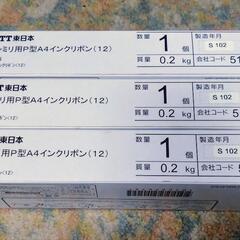 TT東日本
ミリ用P型A4インクリボン(12)
数量 1 個
製造年月 S 102
質量 0.2 kg
会社コード 51
TT東日本
ミリ用P型A4インクリボン(12)
数量 1 個
製造年月 S 102
質量 0.2 kg
会社コード 5
東日本
用P型A4インクリボン(12)
数量 1 個
製造年月 S 102
質量 0.2 kg
会社コード 5